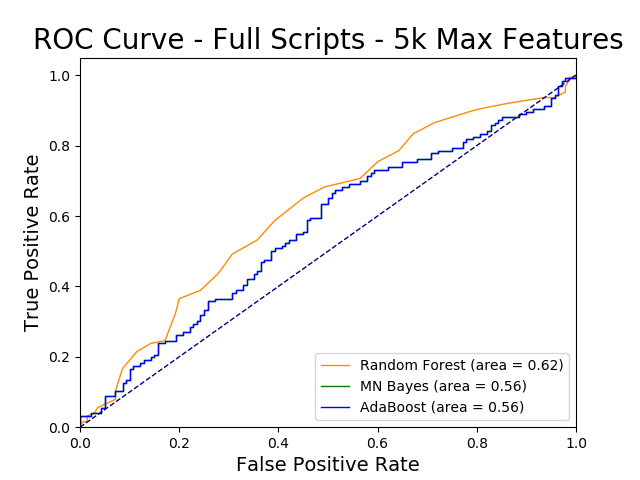 ROC Curve - Full Scripts - 5k Max Features
True Positive Rate
1.0
0.8
0.6
0.4
0.2
0.0
Random Forest (area = 0.62)
MN Bayes (area = 0.56)
AdaBoost (area = 0.56)
0.0 0.2 0.4 0.6 0.8 1.0
False Positive Rate